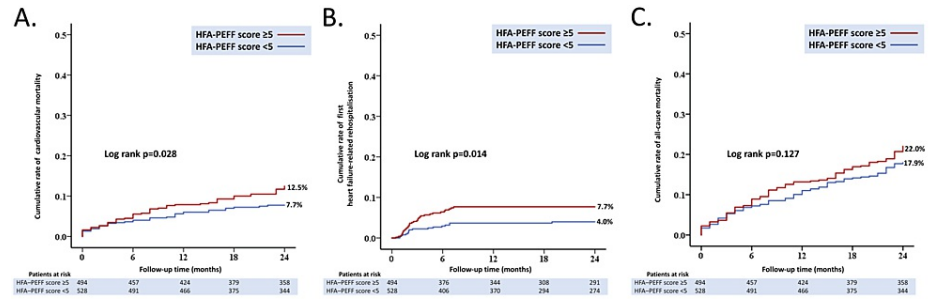 A.
HFA-PEFF score ≥5
HFA-PEFF score <5
0.5
0.4
0.3
0.2
0.1
0.0
Cumulative rate of cardiovascular mortality
Log rank p=0.028
12.5%
7.7%
0 6 12 18 24
Follow-up time (months)
Patients at risk
HFA-PEFF score ≥5 494 457 424 379 358
HFA-PEFF score <5 528 491 466 375 344
B.
HFA-PEFF score ≥5
HFA-PEFF score <5
0.5
0.4
0.3
0.2
0.1
0.0
Cumulative rate of first
heart failure-related rehospitalisation
Log rank p=0.014
7.7%
4.0%
0 6 12 18 24
Follow-up time (months)
Patients at risk
HFA-PEFF score ≥5 494 376 344 308 291
HFA-PEFF score <5 528 406 370 294 274
C.
HFA-PEFF score ≥5
HFA-PEFF score <5
0.5
0.4
0.3
0.2
0.1
0.0
Cumulative rate of all-cause mortality
Log rank p=0.127
22.0%
17.9%
0 6 12 18 24
Follow-up time (months)
Patients at risk
HFA-PEFF score ≥5 494 457 424 379 358
HFA-PEFF score <5 528 491 466 375 344